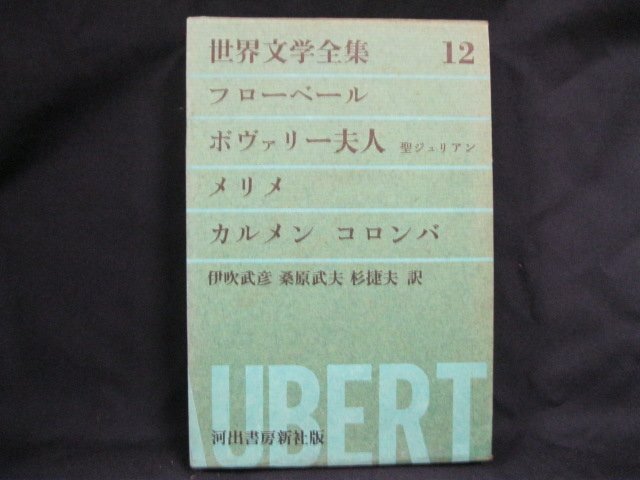 世界文学全集 12
フローベール
ボヴァリー夫人 聖ジュリアン
メリメ
カルメン コロンバ
伊吹武彦 桑原武夫 杉捷夫 訳
AUBERT
河出書房新社版